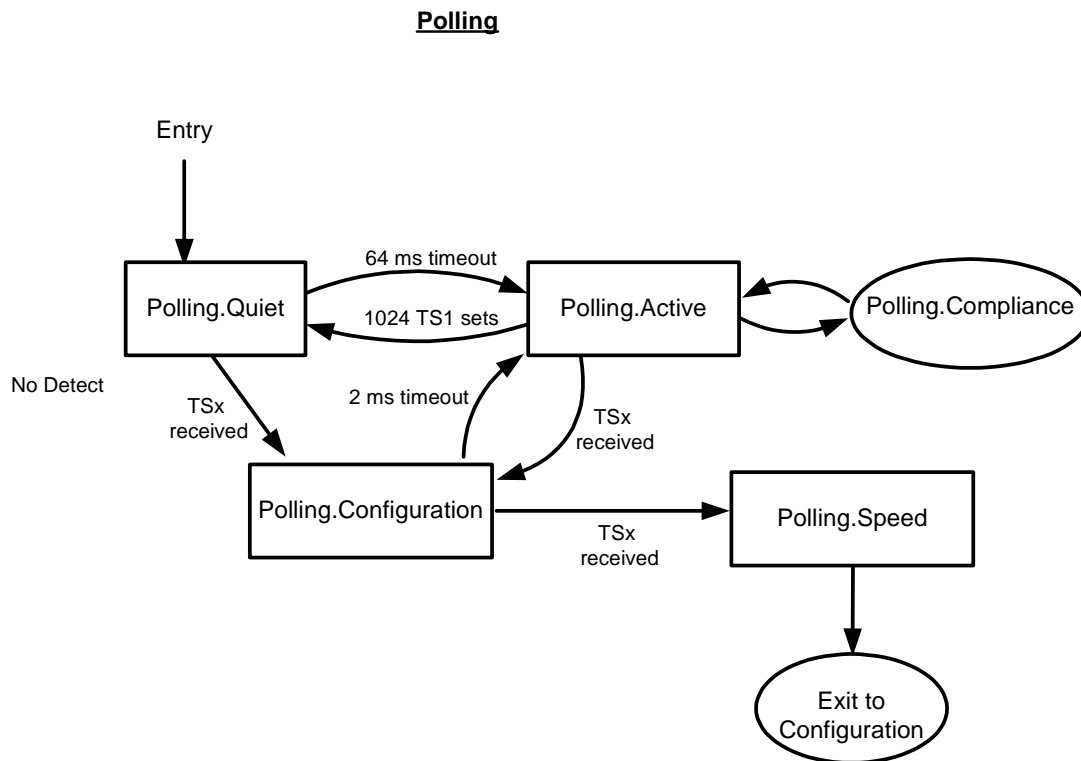 Polling
Entry
64 ms timeout
Polling.Quiet
Polling.Active
Polling.Compliance
1024 TS1 sets
No Detect
2 ms timeout
TSx
received
TSx
received
Polling.Configuration
Polling.Speed
TSx
received
Exit to
Configuration